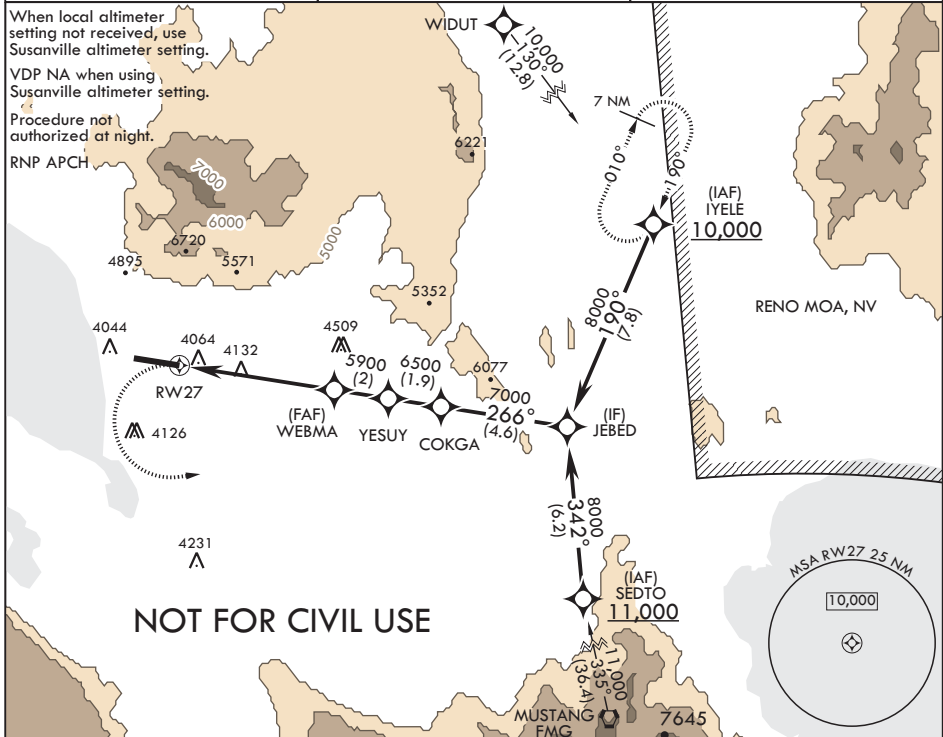 When local altimeter
setting not received, use
Susanville altimeter setting.
VDP NA when using
Susanville altimeter setting.
Procedure not
authorized at night.
RNP APCH
WIDUT
10,000
130°
(12.8)
7 NM
010°
190°
(IAF)
IYELE
10,000
6221
7000
6000
5000
6720
4895
5571
5352
8000
190°
(7.8)
RENO MOA, NV
4044
4064
4132
4509
RW27
4126
5900
(2)
6500
(1.9)
6077
7000
266°
(4.6)
(FAF)
WEBMA
YESUY
COKGA
(IF)
JEBED
8000
342°
(6.2)
4231
(IAF)
SEDTO
11,000
NOT FOR CIVIL USE
MSA RW27 25 NM
10,000
11,000
335°
(36.4)
MUSTANG
FMG
7645